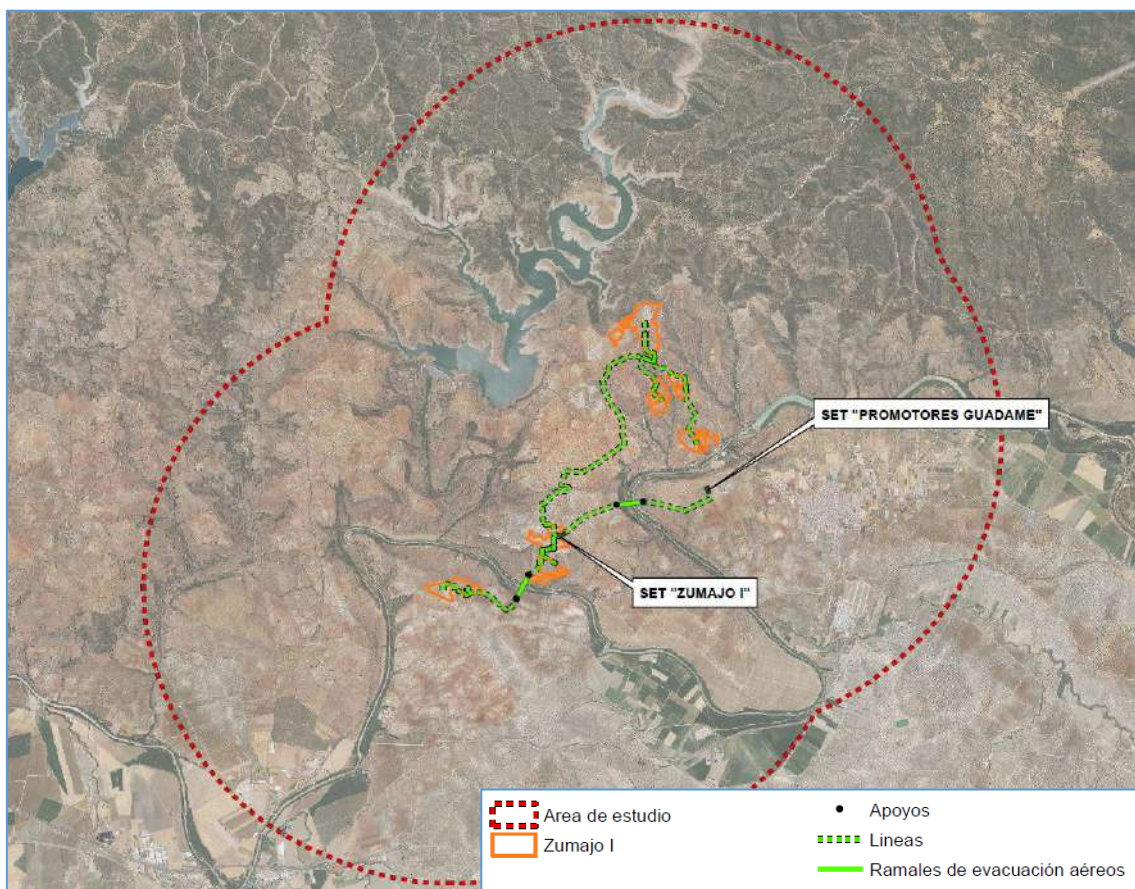 SET "PROMOTORES GUADAME"
SET "ZUMAJO I"
Area de estudio
Zumajo I
Apoyos
Lineas
Ramales de evacuación aéreos